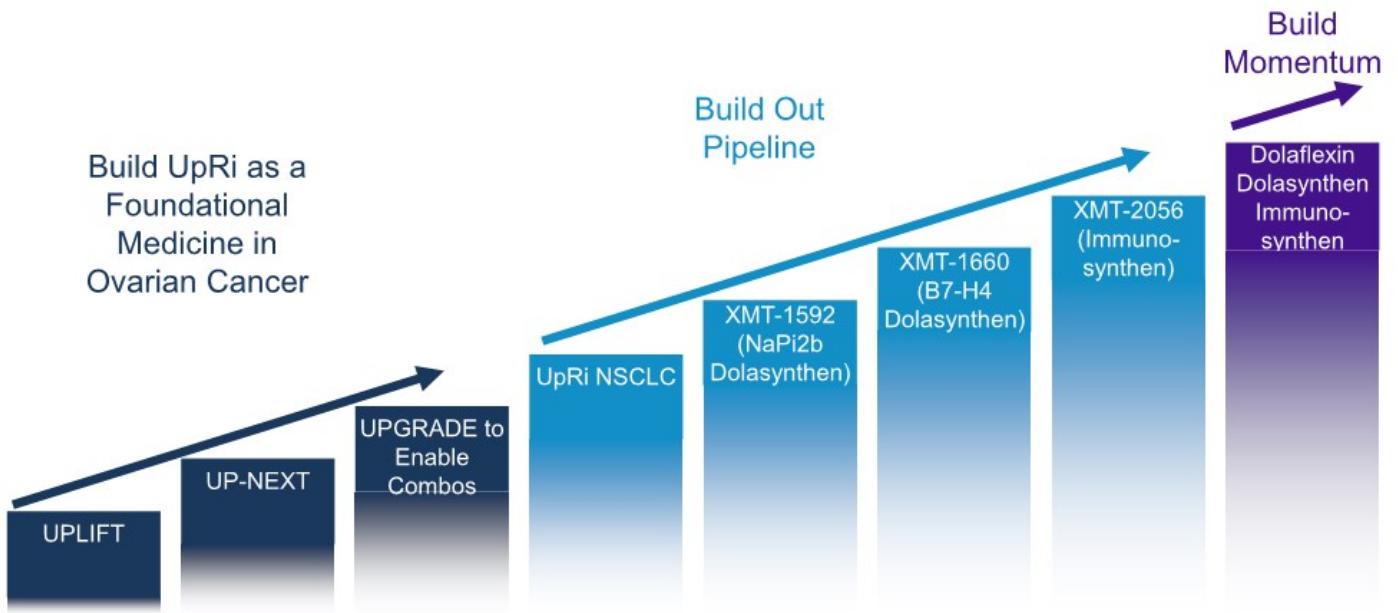 Build UpRi as a
Foundational
Medicine in
Ovarian Cancer
UPLIFT
UP-NEXT
UPGRADE to
Enable
Combos
Build Out
Pipeline
UpRi NSCLC
XMT-1592
(NaPi2b
Dolasynthen)
XMT-1660
(B7-H4
Dolasynthen)
XMT-2056
(Immuno-
synthen)
Build
Momentum
Dolaflexin
Dolasynthen
Immuno-
synthen